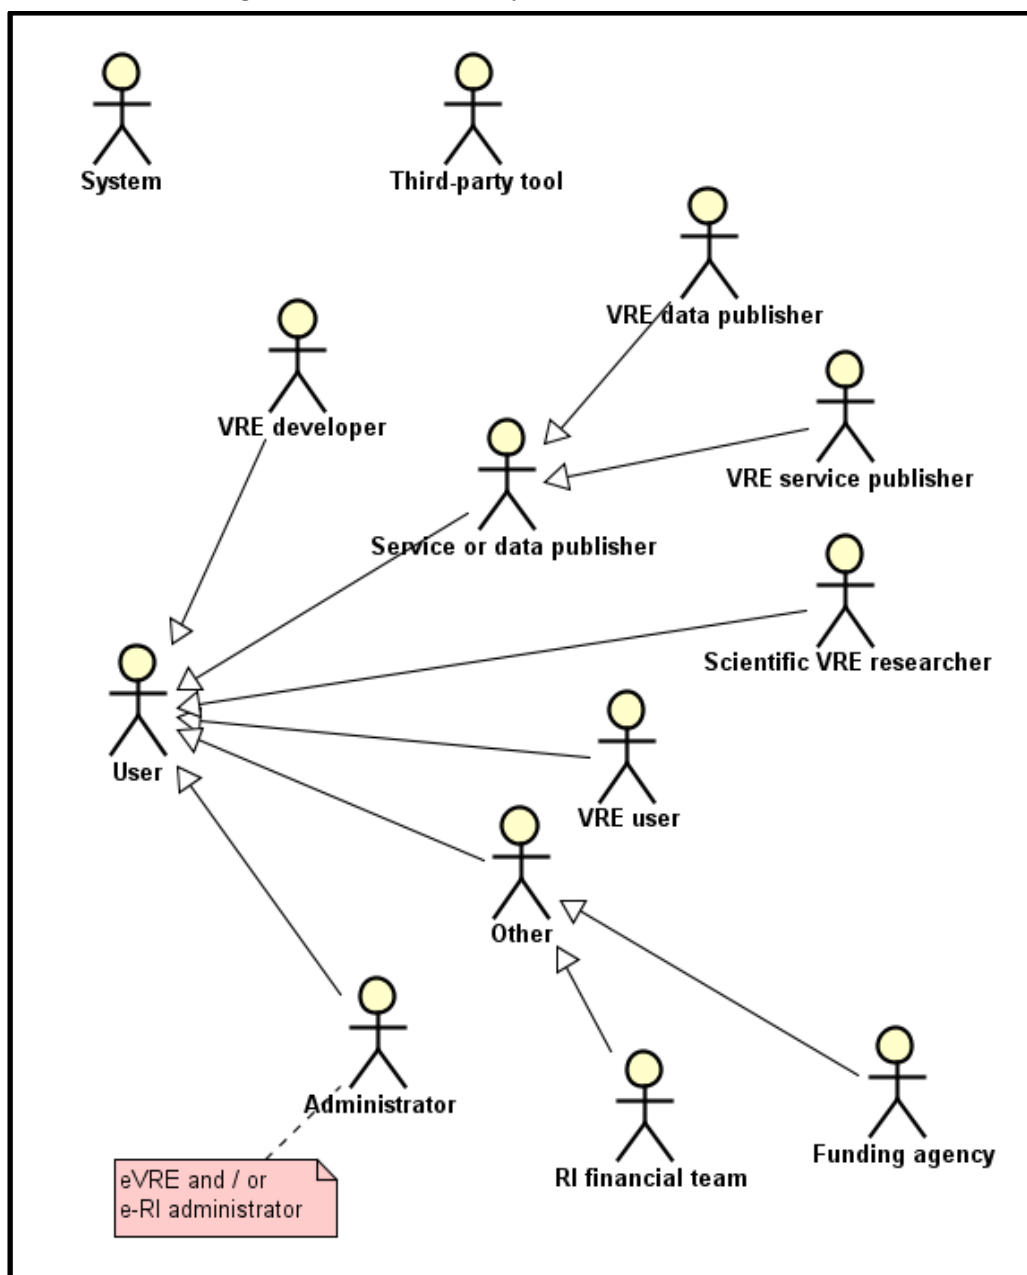 System
Third-party tool
VRE data publisher
VRE developer
VRE service publisher
Service or data publisher
Scientific VRE researcher
User
VRE user
Other
Administrator
Funding agency
RI financial team
eVRE and / or
e-RI administrator